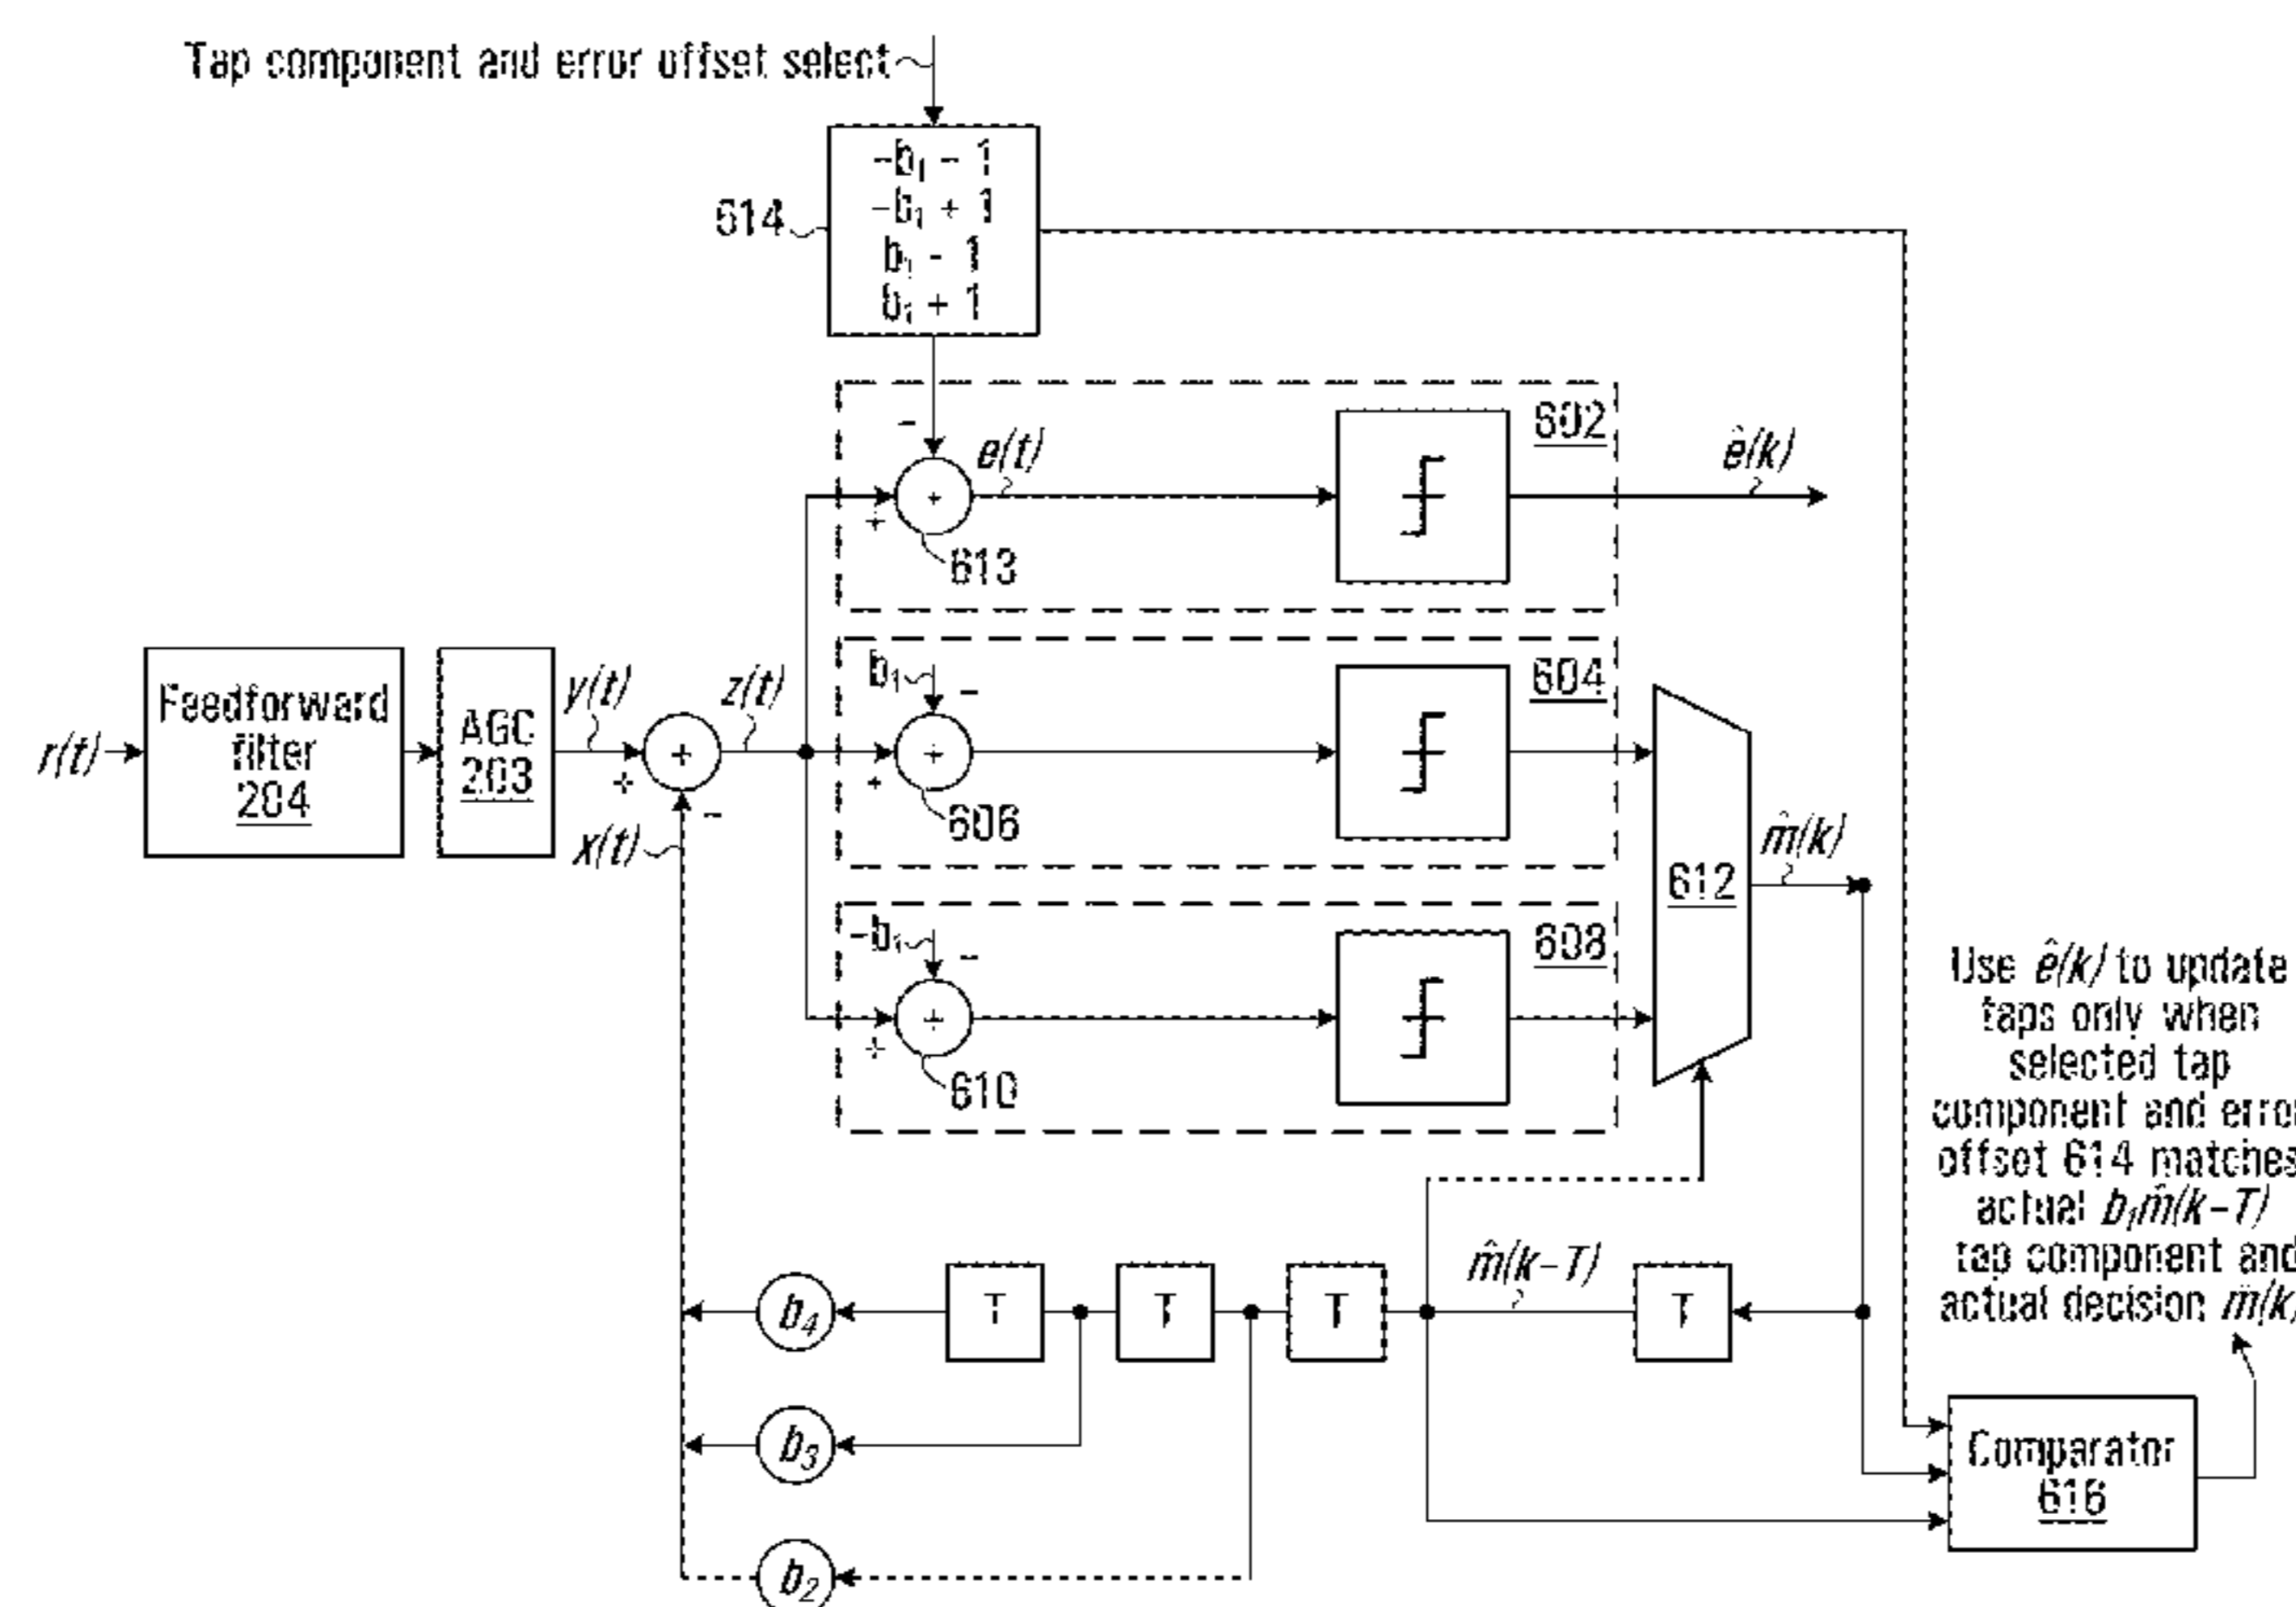 Tap component and error offset select
614
-b₁ - 1
-b₁ + 1
b₁ - 1
b₁ + 1
-
602
e(t)
ê(k)
+
+
613
r(t)
Feedforward
filter
204
AGC
203
y(t)
z(t)
+
+
-
x(t)
b₁
-
604
+
+
606
-b₁
-
608
+
+
610
612
m̂(k)
Use ê(k) to update
taps only when
selected tap
component and error
offset 614 matches
actual b₁m̂(k-T)
tap component and
actual decision m̂(k)
m̂(k-T)
b₄
T
T
T
T
b₃
b₂
Comparator
616